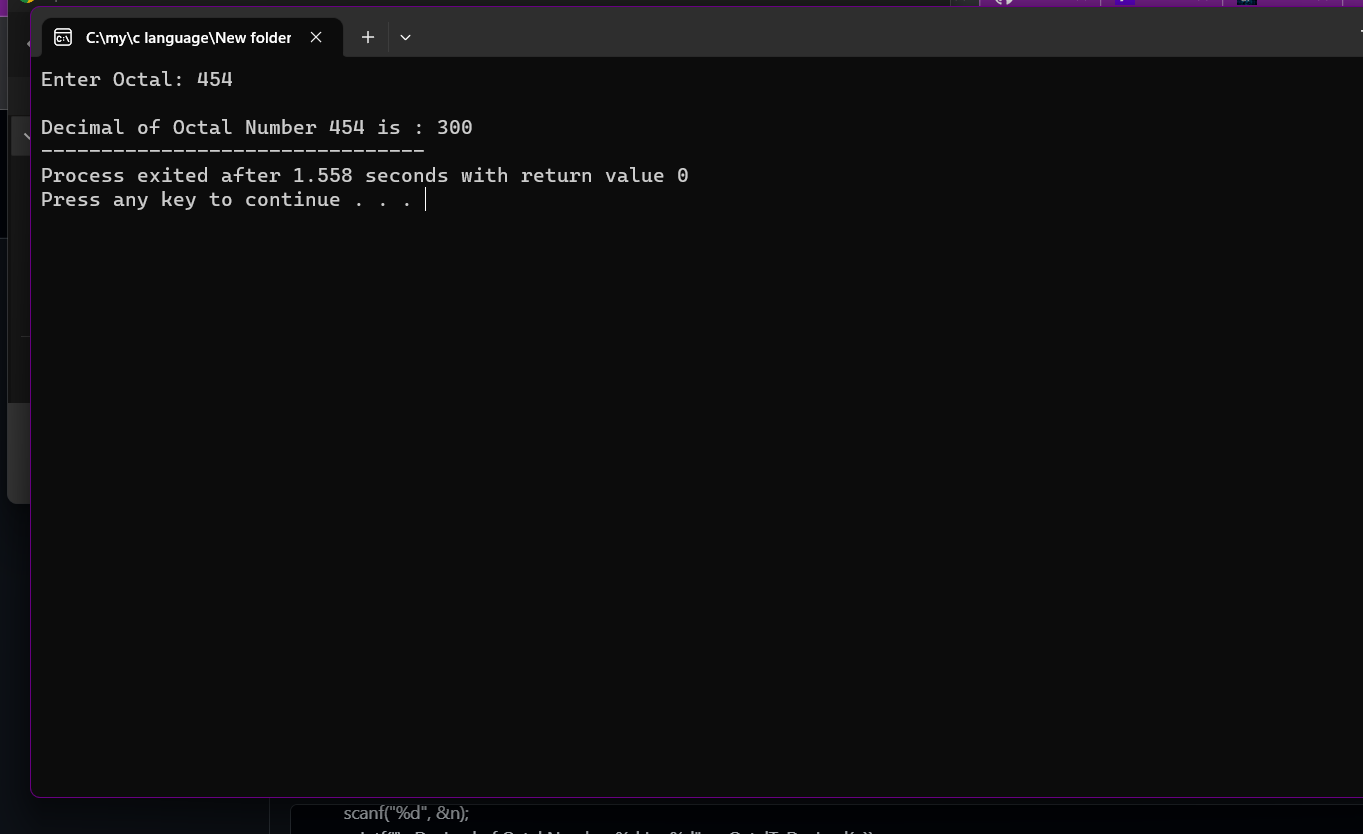 C:\my\c language\New folder
Enter Octal: 454
Decimal of Octal Number 454 is : 300
--------------------------------
Process exited after 1.558 seconds with return value 0
Press any key to continue . . .
scanf("%d", &n);